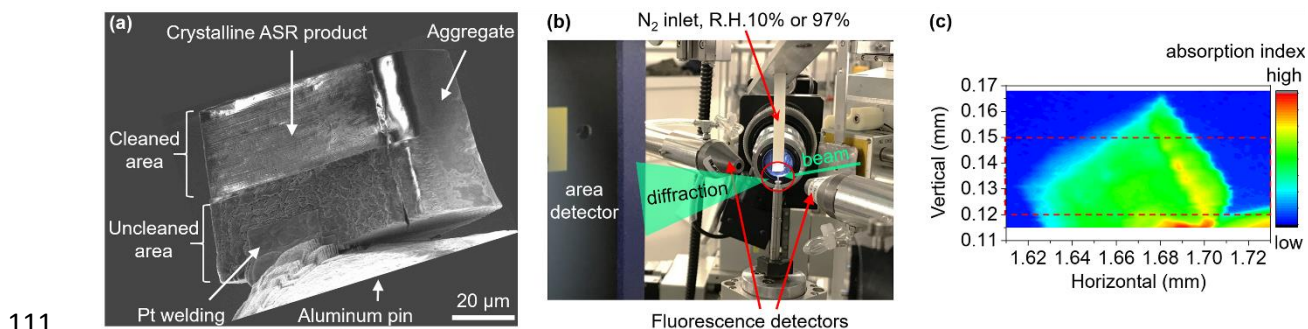 (a)
Crystalline ASR product
Aggregate
Cleaned
area
Uncleaned
area
Pt welding
Aluminum pin
20 µm
(b)
N2 inlet, R.H.10% or 97%
area
detector
diffraction
beam
Fluorescence detectors
(c)
absorption index
high
low
0.17
0.16
0.15
0.14
0.13
0.12
0.11
Vertical (mm)
1.62 1.64 1.66 1.68 1.70 1.72
Horizontal (mm)
111